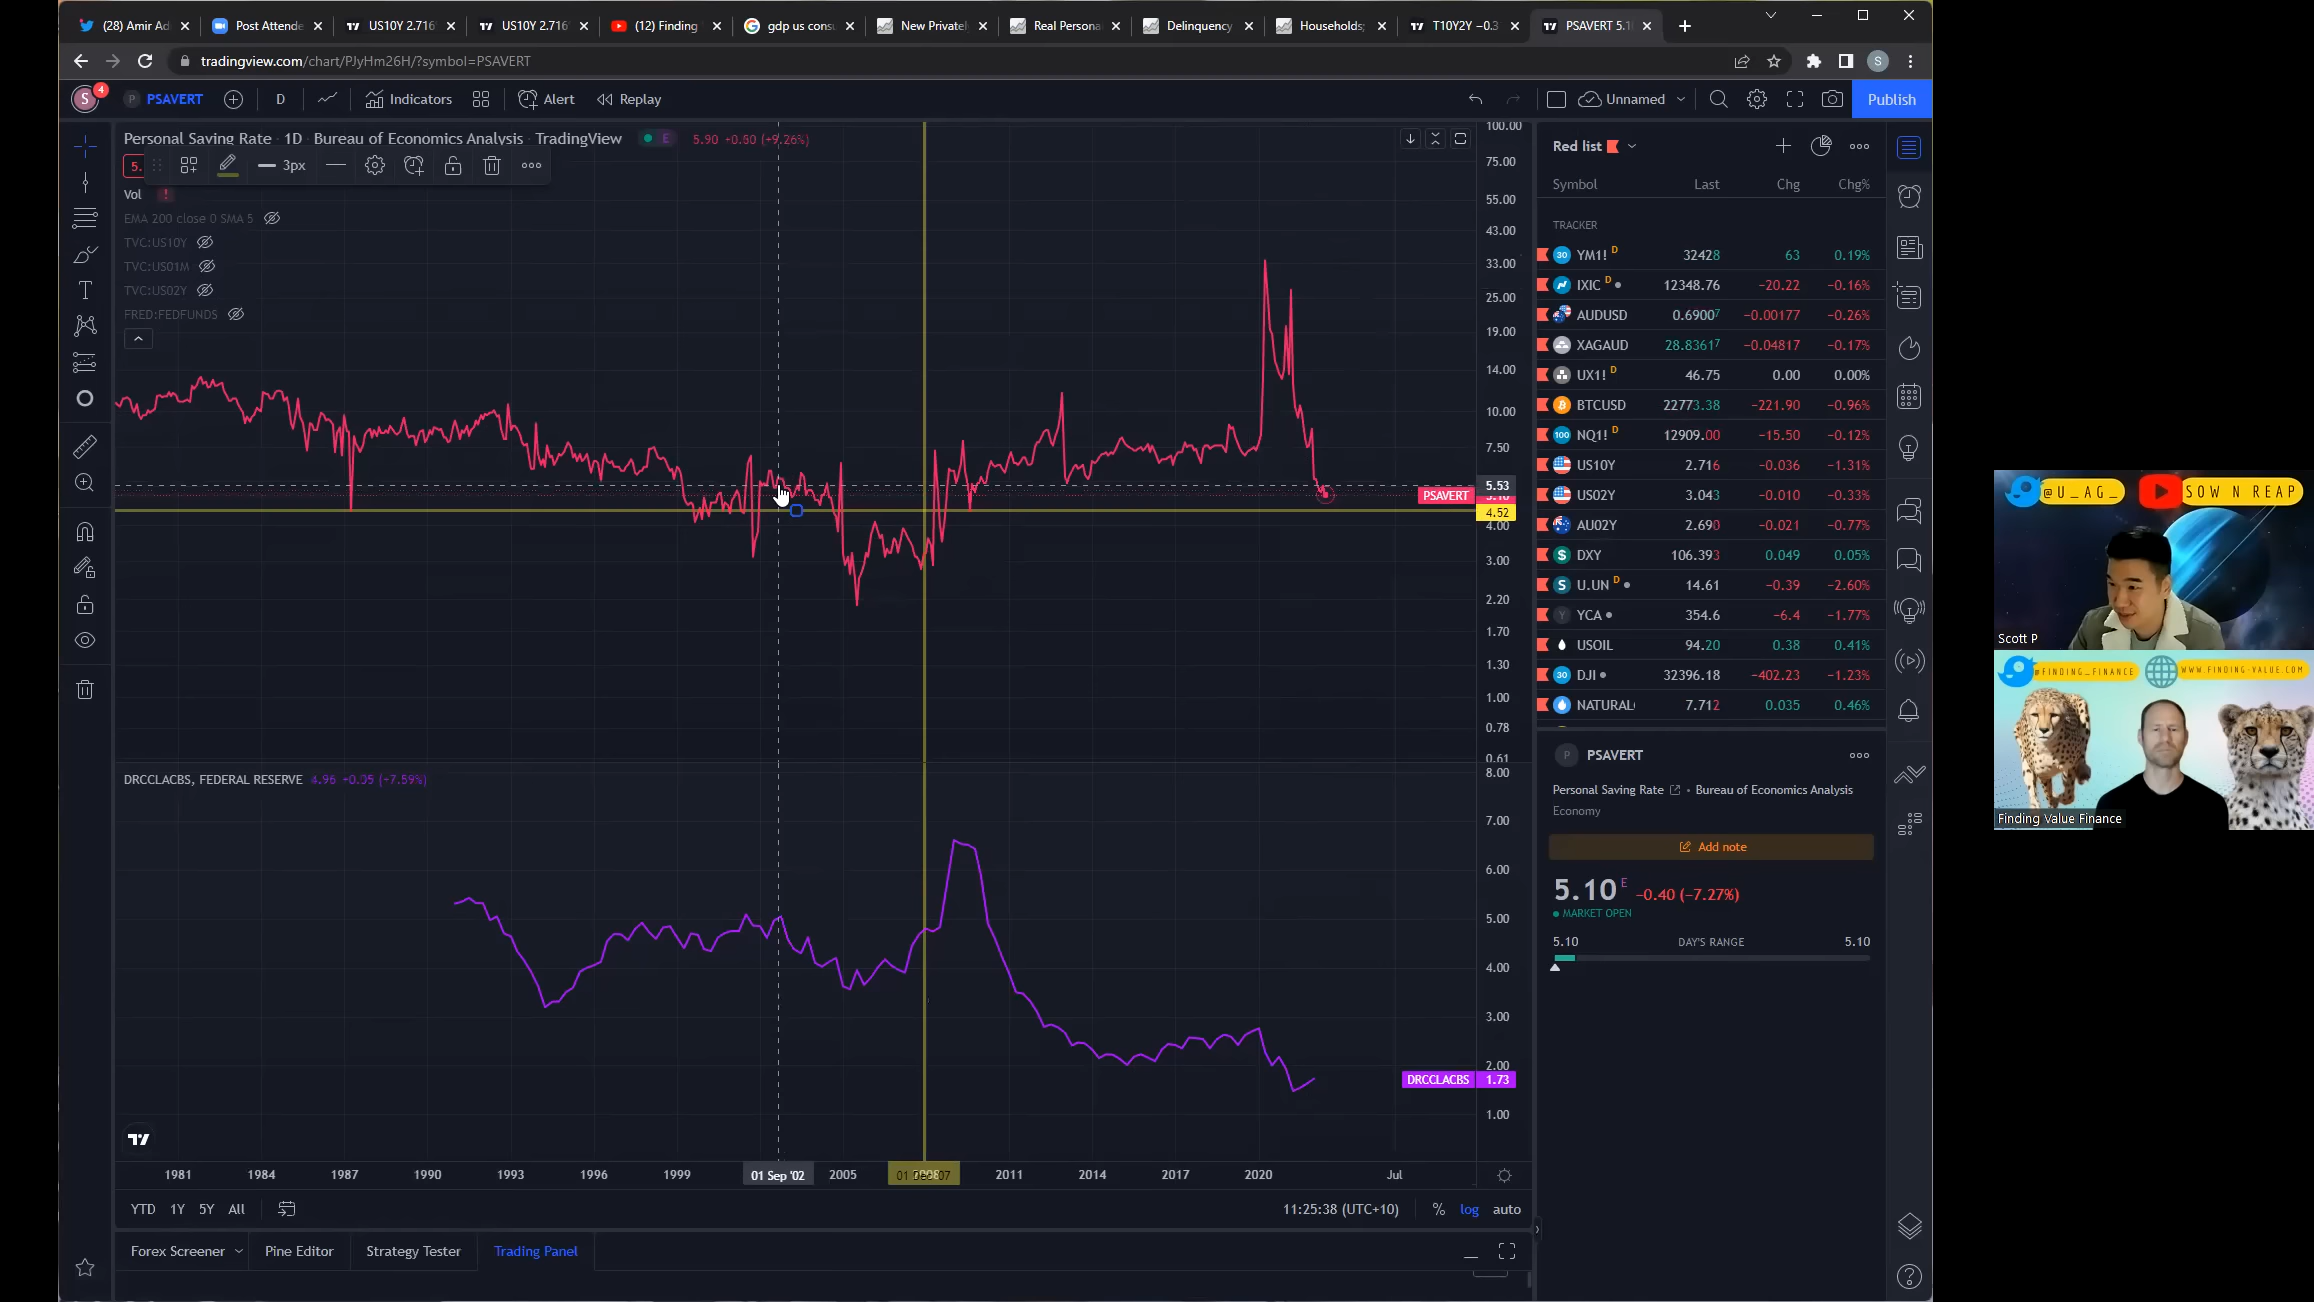 (28) Amir Ad
Post Attende
US10Y 2.716
US10Y 2.716
(12) Finding
gdp us cons
New Privatel
Real Persona
Delinquency
Households;
T10Y2Y −0.3
PSAVERT 5.1
tradingview.com/chart/PJyHm26H/?symbol=PSAVERT
S
S 4
P PSAVERT
D
Indicators
Alert
Replay
Unnamed
Publish
Personal Saving Rate · 1D · Bureau of Economics Analysis · TradingView
E
5.90 +0.50 (+9.26%)
5.
3px
Vol
EMA 200 close 0 SMA 5
TVC:US10Y
TVC:US01M
TVC:US02Y
FRED:FEDFUNDS
100.00
75.00
55.00
43.00
33.00
25.00
19.00
14.00
10.00
7.50
5.53
PSAVERT
4.52
4.00
3.00
2.20
1.70
1.30
1.00
0.78
0.61
DRCCLACBS, FEDERAL RESERVE 4.96 +0.35 (+7.59%)
8.00
7.00
6.00
5.00
4.00
3.00
2.00
DRCCLACBS 1.73
1.00
1981 1984 1987 1990 1993 1996 1999 01 Sep '02 2005 2008 2011 2014 2017 2020 Jul
YTD 1Y 5Y All
11:25:38 (UTC+10)
% log auto
Forex Screener
Pine Editor
Strategy Tester
Trading Panel
Red list
Symbol Last Chg Chg%
TRACKER
30 YM1! D 32428 63 0.19%
IXIC D 12348.76 −20.22 −0.16%
AUDUSD 0.69007 −0.00177 −0.26%
XAGAUD 28.83617 −0.04817 −0.17%
UX1! D 46.75 0.00 0.00%
BTCUSD 22773.38 −221.90 −0.96%
100 NQ1! D 12909.00 −15.50 −0.12%
US10Y 2.716 −0.036 −1.31%
US02Y 3.043 −0.010 −0.33%
AU02Y 2.690 −0.021 −0.77%
DXY 106.393 0.049 0.05%
S U.UN D 14.61 −0.39 −2.60%
Y YCA 354.6 −6.4 −1.77%
USOIL 94.20 0.38 0.41%
30 DJI 32396.18 −402.23 −1.23%
NATURAL 7.712 0.035 0.46%
P PSAVERT
Personal Saving Rate • Bureau of Economics Analysis
Economy
Add note
5.10 E −0.40 (−7.27%)
MARKET OPEN
5.10 DAY'S RANGE 5.10
@U_AG_
SOW N REAP
Scott P
@FINDING_FINANCE
WWW.FINDING-VALUE.COM
Finding Value Finance